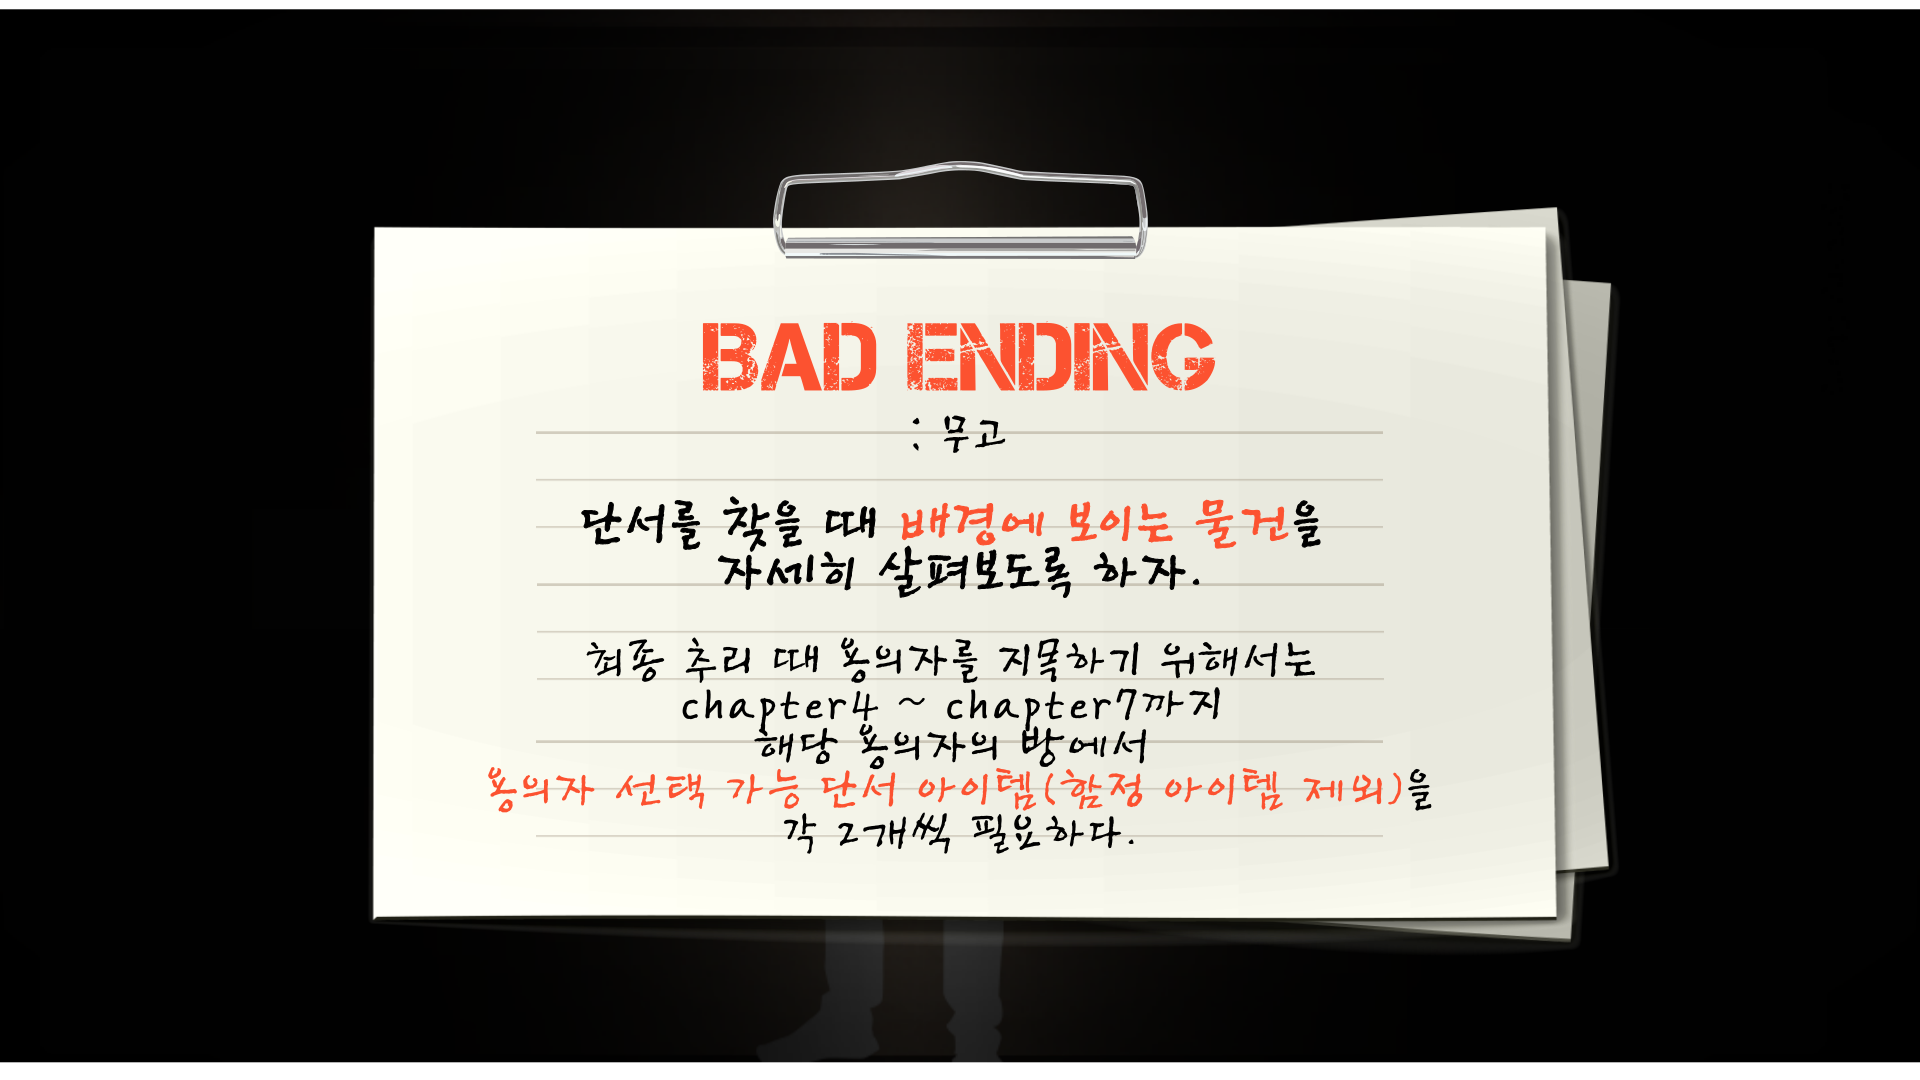 BAD ENDING
: 무고
단서를 찾을 때 배경에 보이는 물건을
자세히 살펴보도록 하자.
최종 추리 때 용의자를 지목하기 위해서는
chapter4 ~ chapter7까지
해당 용의자의 방에서
용의자 선택 가능 단서 아이템(함정 아이템 제외)을
각 2개씩 필요하다.